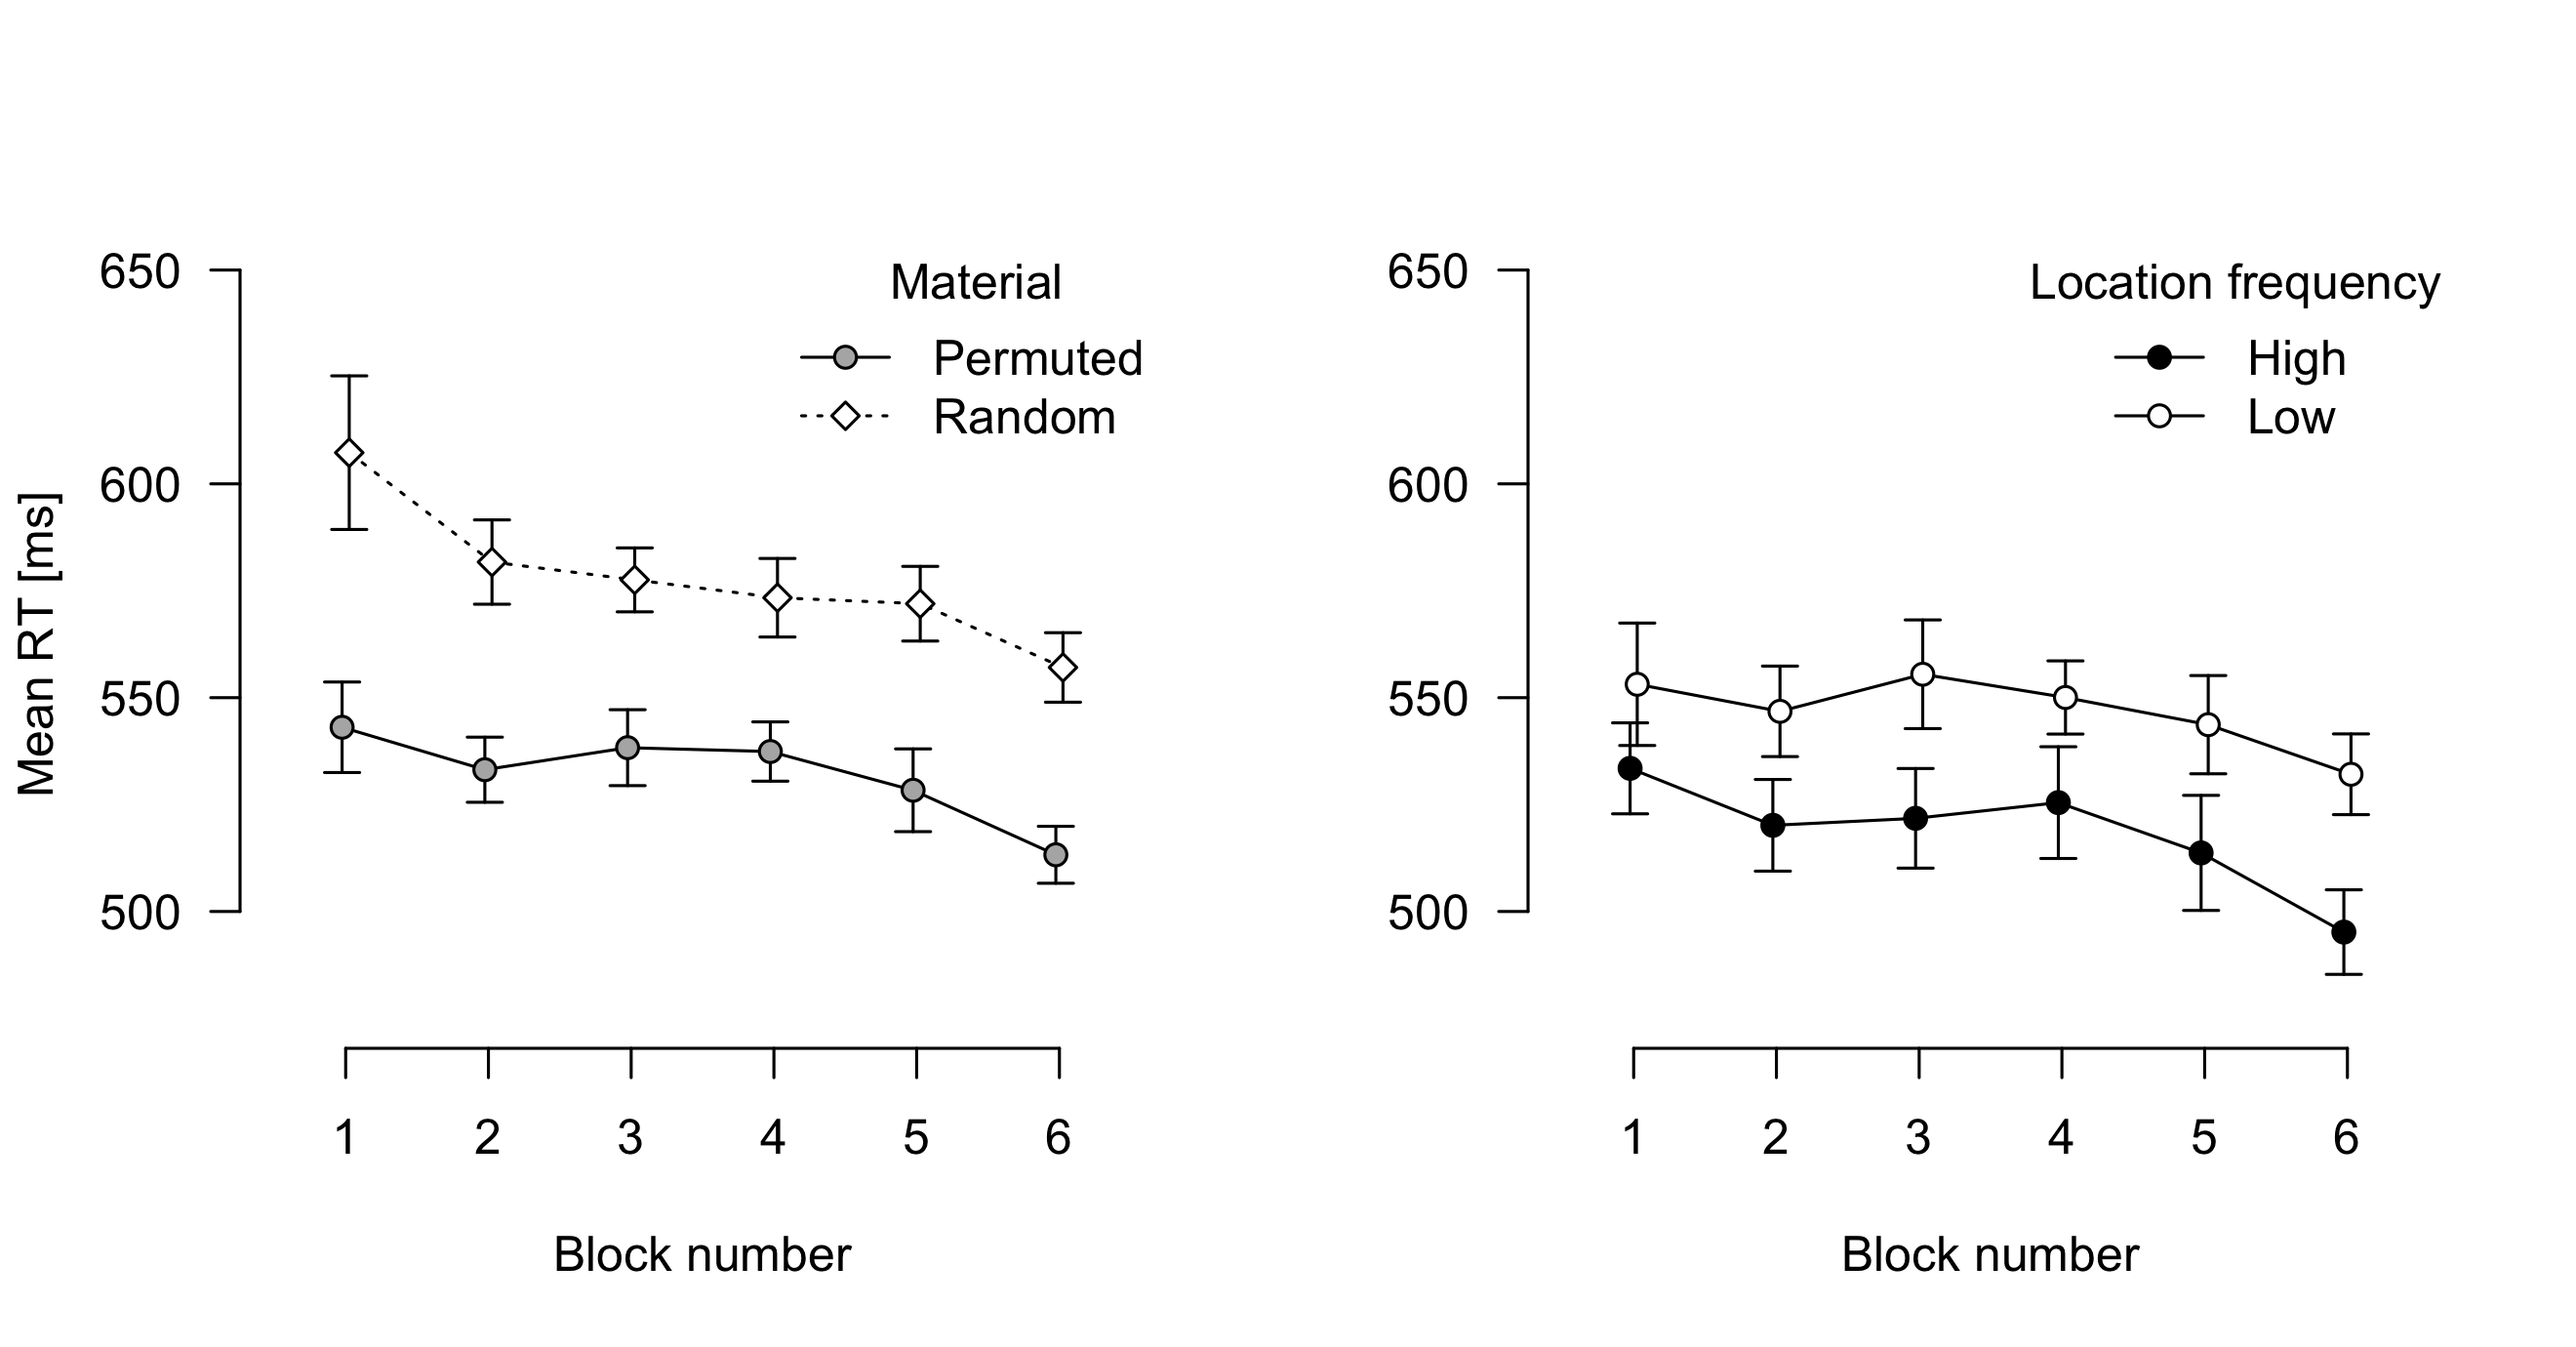 Mean RT [ms]
650
600
550
500
Material
Permuted
Random
1 2 3 4 5 6
Block number
650
600
550
500
Location frequency
High
Low
1 2 3 4 5 6
Block number